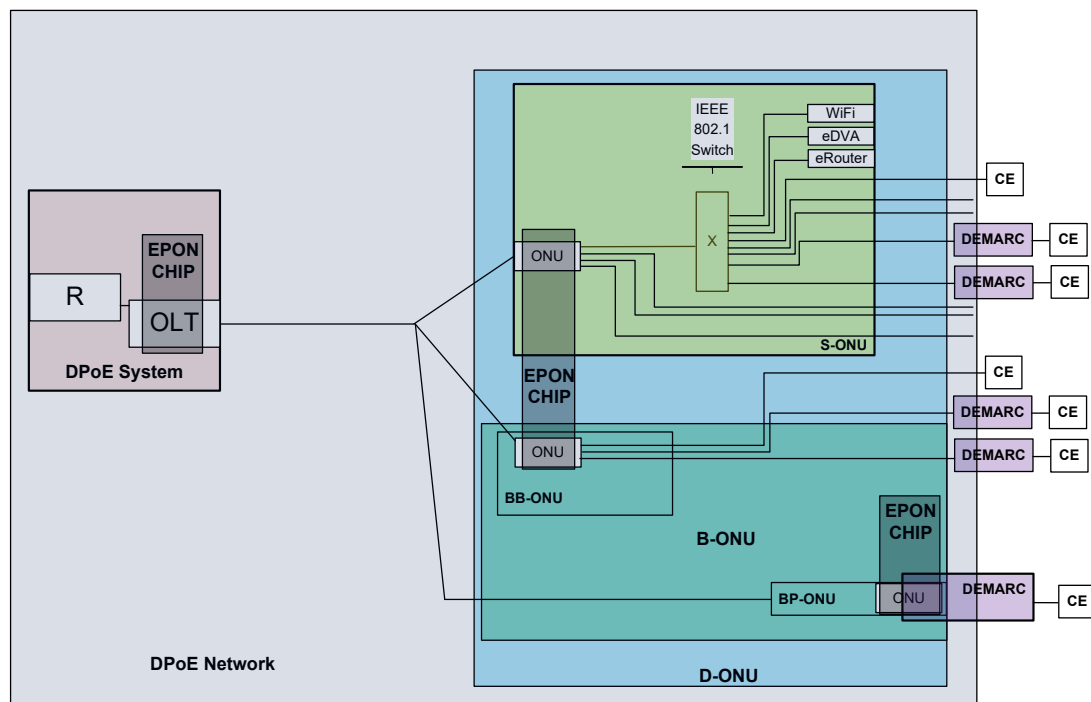 IEEE
802.1
Switch
WiFi
eDVA
eRouter
CE
EPON
CHIP
X
ONU
DEMARC
CE
R
OLT
DEMARC
CE
S-ONU
DPoE System
EPON
CHIP
CE
DEMARC
CE
ONU
DEMARC
CE
BB-ONU
EPON
CHIP
B-ONU
BP-ONU
ONU
DEMARC
CE
DPoE Network
D-ONU